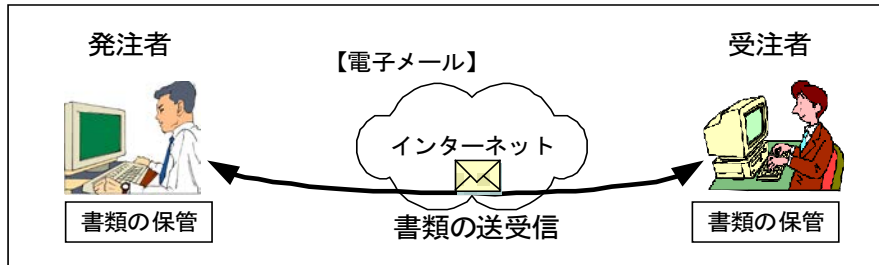 発注者
受注者
【電子メール】
インターネット
書類の保管
書類の送受信
書類の保管